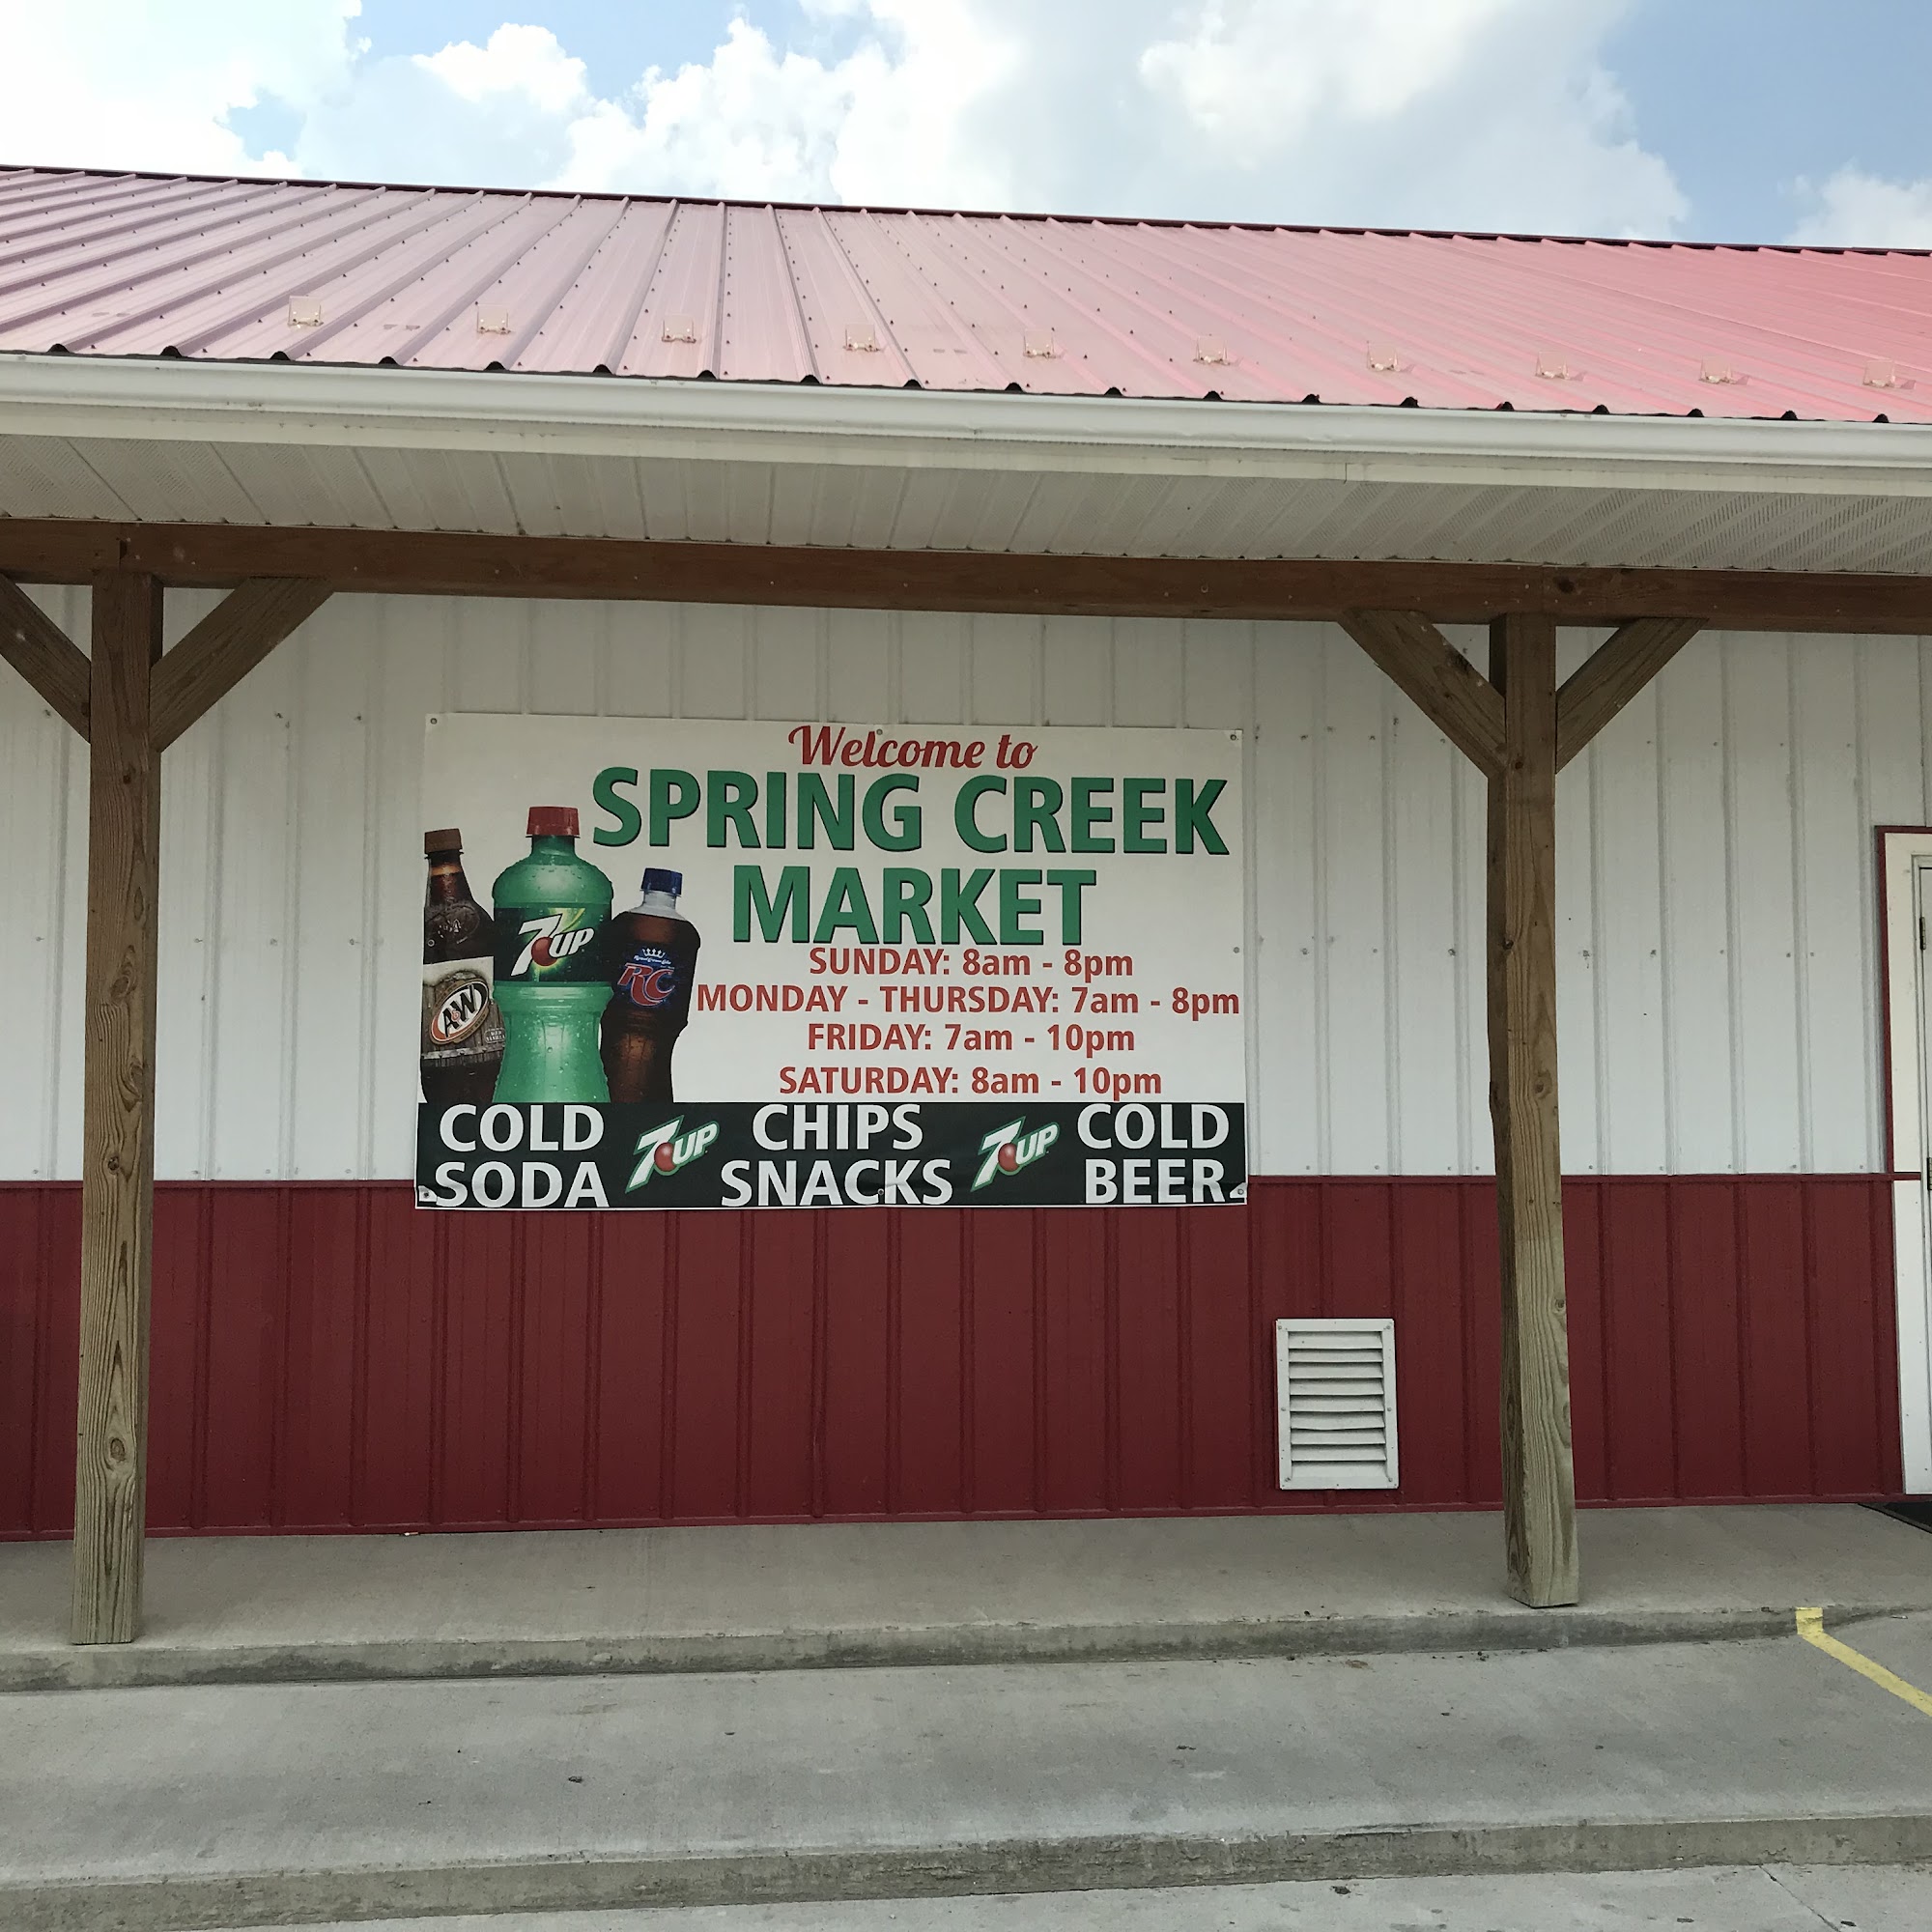 Welcome to
SPRING CREEK
MARKET
SUNDAY: 8am - 8pm
MONDAY - THURSDAY: 7am - 8pm
FRIDAY: 7am - 10pm
SATURDAY: 8am - 10pm
A&W
7UP
RC
COLD SODA
7UP
CHIPS SNACKS
7UP
COLD BEER